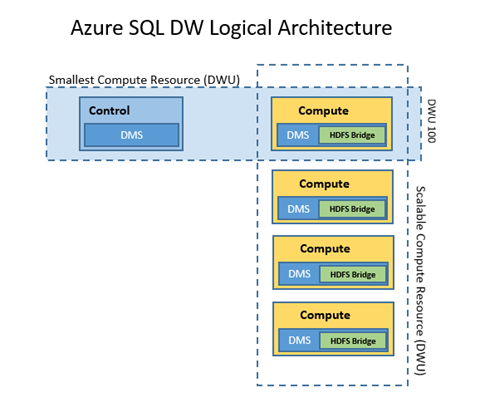 Azure SQL DW Logical Architecture
Smallest Compute Resource (DWU)
Control
DMS
Compute
DMS
HDFS Bridge
DWU 100
Compute
DMS
HDFS Bridge
Compute
DMS
HDFS Bridge
Compute
DMS
HDFS Bridge
Scalable Compute Resource (DWU)